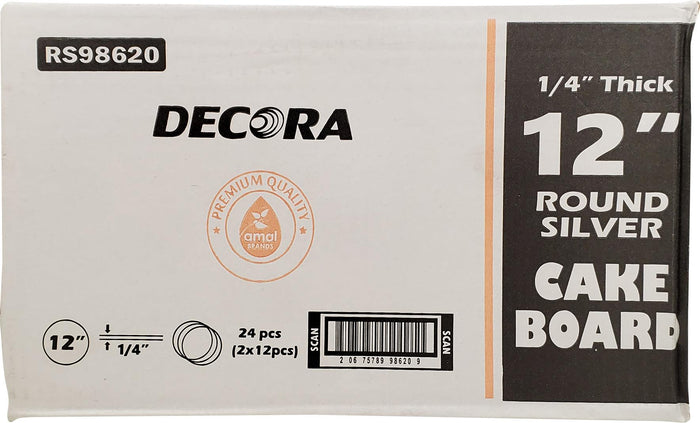 RS98620
DECORA
PREMIUM QUALITY
amal
BRANDS
12"
1/4"
24 pcs
(2x12pcs)
SCAN
SCAN
2 06 75789 98620 9
1/4" Thick
12"
ROUND
SILVER
CAKE
BOARD